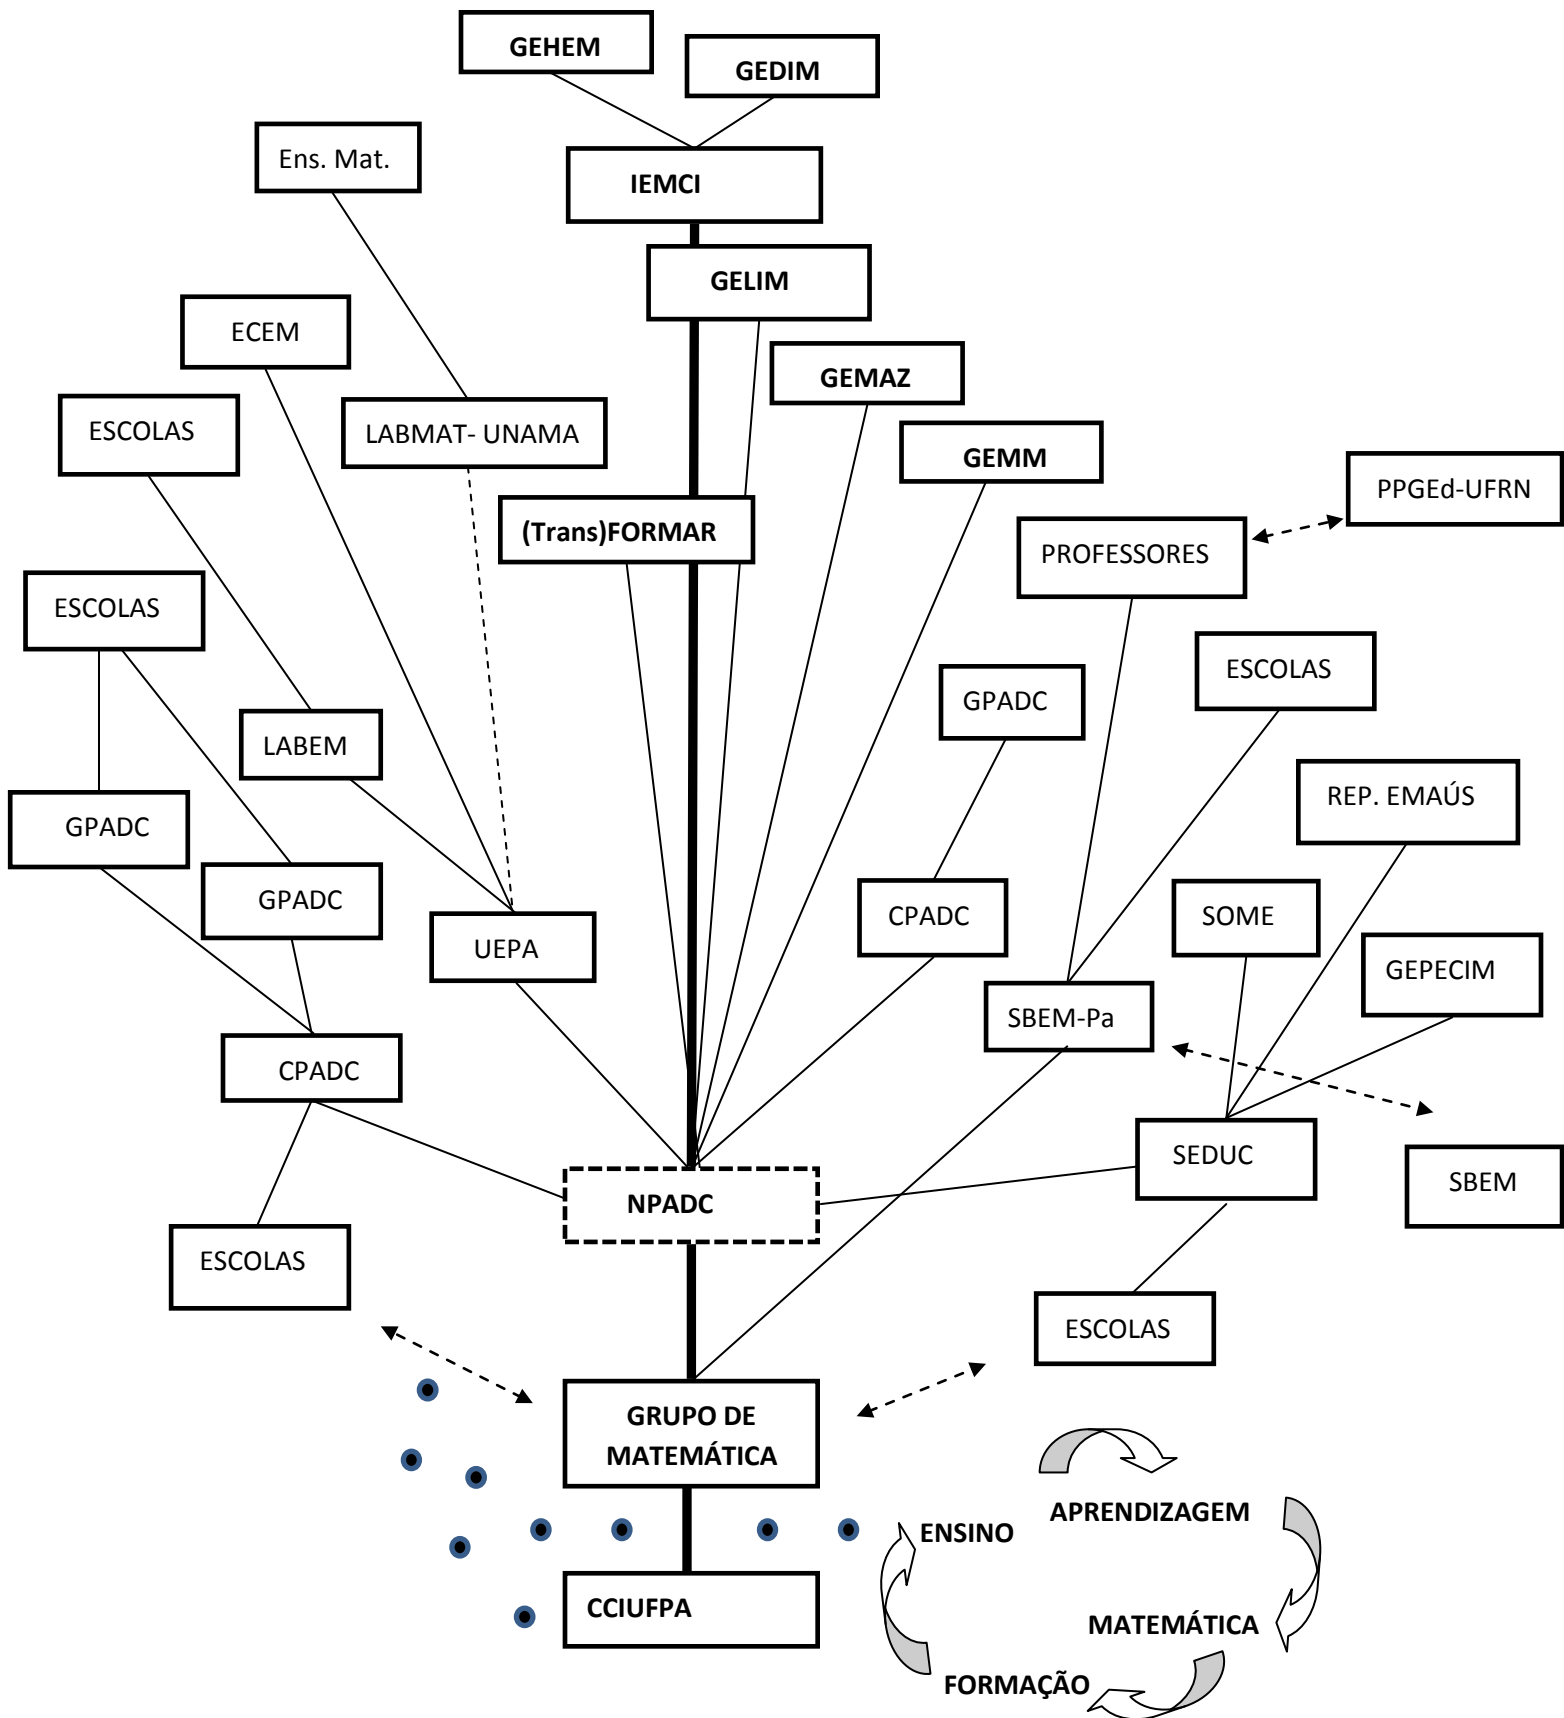 GEHEM
GEDIM
Ens. Mat.
IEMCI
GELIM
ECEM
GEMAZ
ESCOLAS
LABMAT- UNAMA
GEMM
PPGEd-UFRN
(Trans)FORMAR
PROFESSORES
ESCOLAS
ESCOLAS
GPADC
LABEM
REP. EMAÚS
GPADC
GPADC
CPADC
SOME
UEPA
GEPECIM
SBEM-Pa
CPADC
SEDUC
SBEM
NPADC
ESCOLAS
ESCOLAS
GRUPO DE
MATEMÁTICA
APRENDIZAGEM
ENSINO
CCIUFPA
MATEMÁTICA
FORMAÇÃO